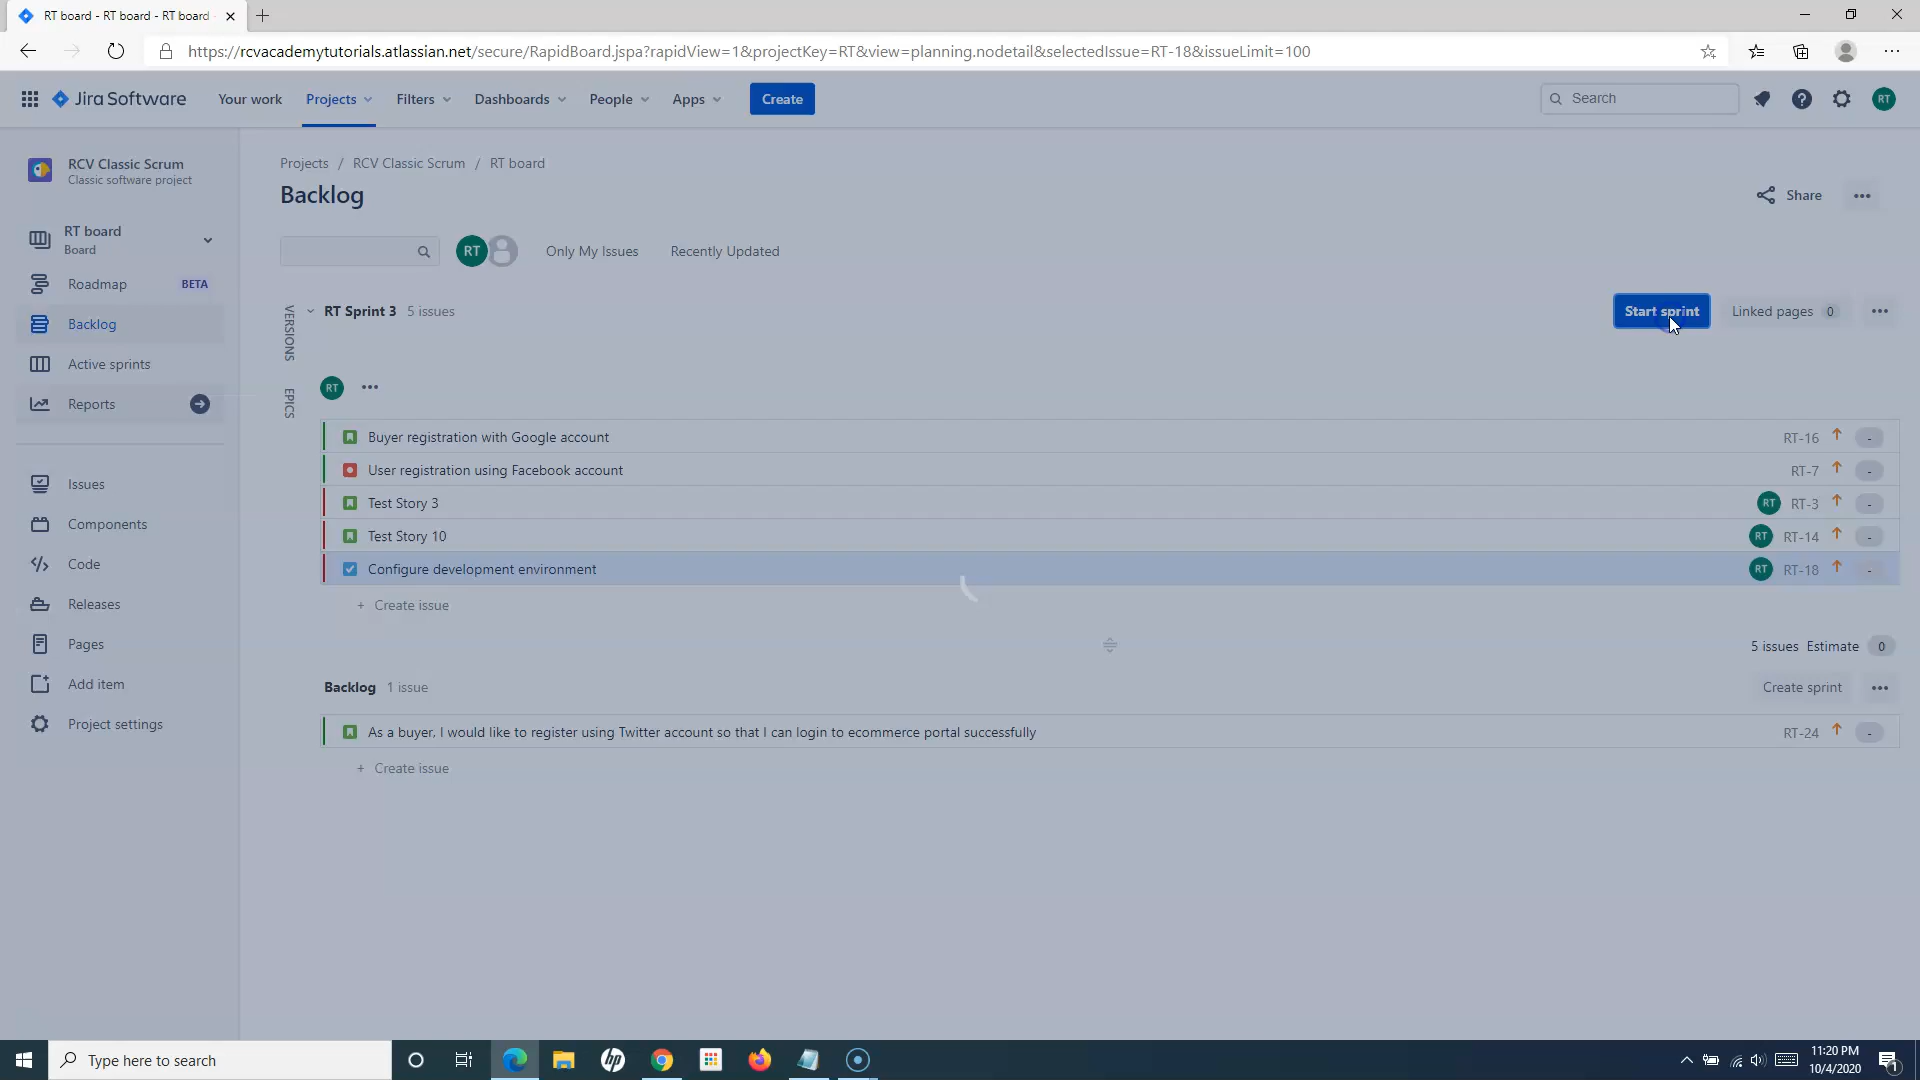 RT board - RT board - RT board
https://rcvacademytutorials.atlassian.net/secure/RapidBoard.jspa?rapidView=1&projectKey=RT&view=planning.nodetail&selectedIssue=RT-18&issueLimit=100
Jira Software Your work Projects Filters Dashboards People Apps Create Search RT
RCV Classic Scrum
Classic software project
RT board
Board
Roadmap BETA
Backlog
Active sprints
Reports
Issues
Components
Code
Releases
Pages
Add item
Project settings
Projects / RCV Classic Scrum / RT board
Backlog
Share
RT Only My Issues Recently Updated
VERSIONS
EPICS
RT Sprint 3 5 issues Start sprint Linked pages 0
RT
Buyer registration with Google account RT-16 -
User registration using Facebook account RT-7 -
Test Story 3 RT RT-3 -
Test Story 10 RT RT-14 -
Configure development environment RT RT-18 -
+ Create issue
5 issues Estimate 0
Backlog 1 issue Create sprint
As a buyer, I would like to register using Twitter account so that I can login to ecommerce portal successfully RT-24 -
+ Create issue
Type here to search
hp
11:20 PM
10/4/2020
1